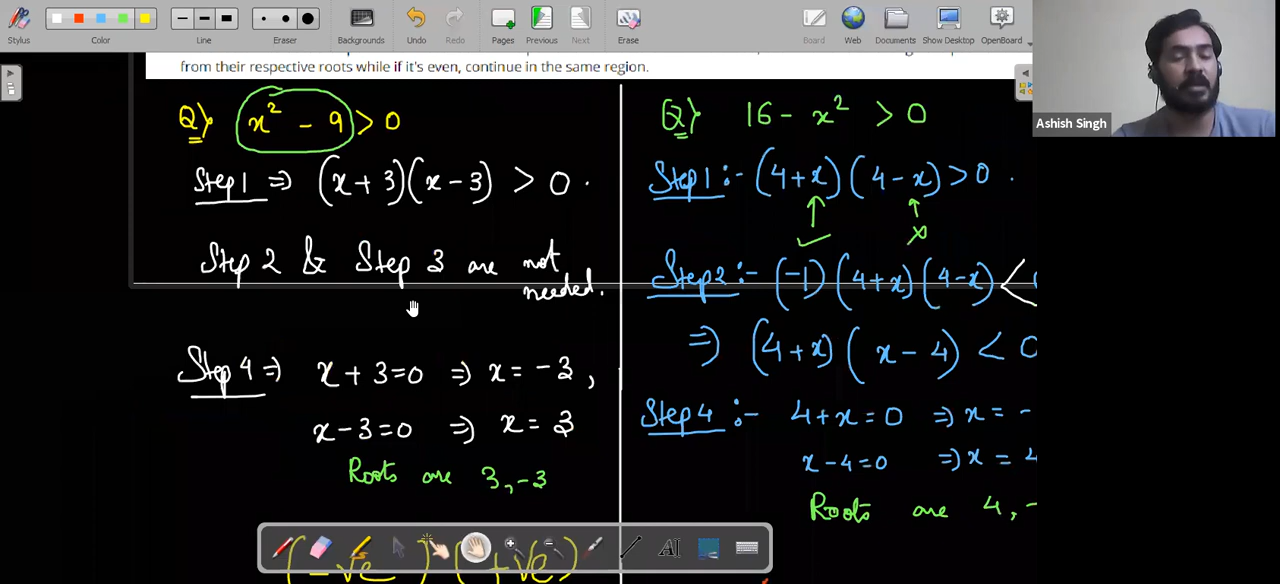 Stylus
Color
Line
Eraser
Backgrounds
Undo
Redo
Pages
Previous
Next
Erase
Board
Web
Documents
Show Desktop
OpenBoard
from their respective roots while if it's even, continue in the same region.
Ashish Singh
Q} x² - 9 > 0
Step 1 ⇒ (x + 3)(x - 3) > 0 .
Step 2 & Step 3 are not needed.
Step 4 ⇒ x + 3 = 0 ⇒ x = -3 ,
x - 3 = 0 ⇒ x = 3
Roots are 3, -3
Q} 16 - x² > 0
Step 1 :- (4 + x)(4 - x) > 0 .
Step 2 :- (-1)(4 + x)(4 - x) <
⇒ (4 + x)(x - 4) < 0
Step 4 :- 4 + x = 0 ⇒ x = -
x - 4 = 0 ⇒ x = 4
Roots are 4, -
AI